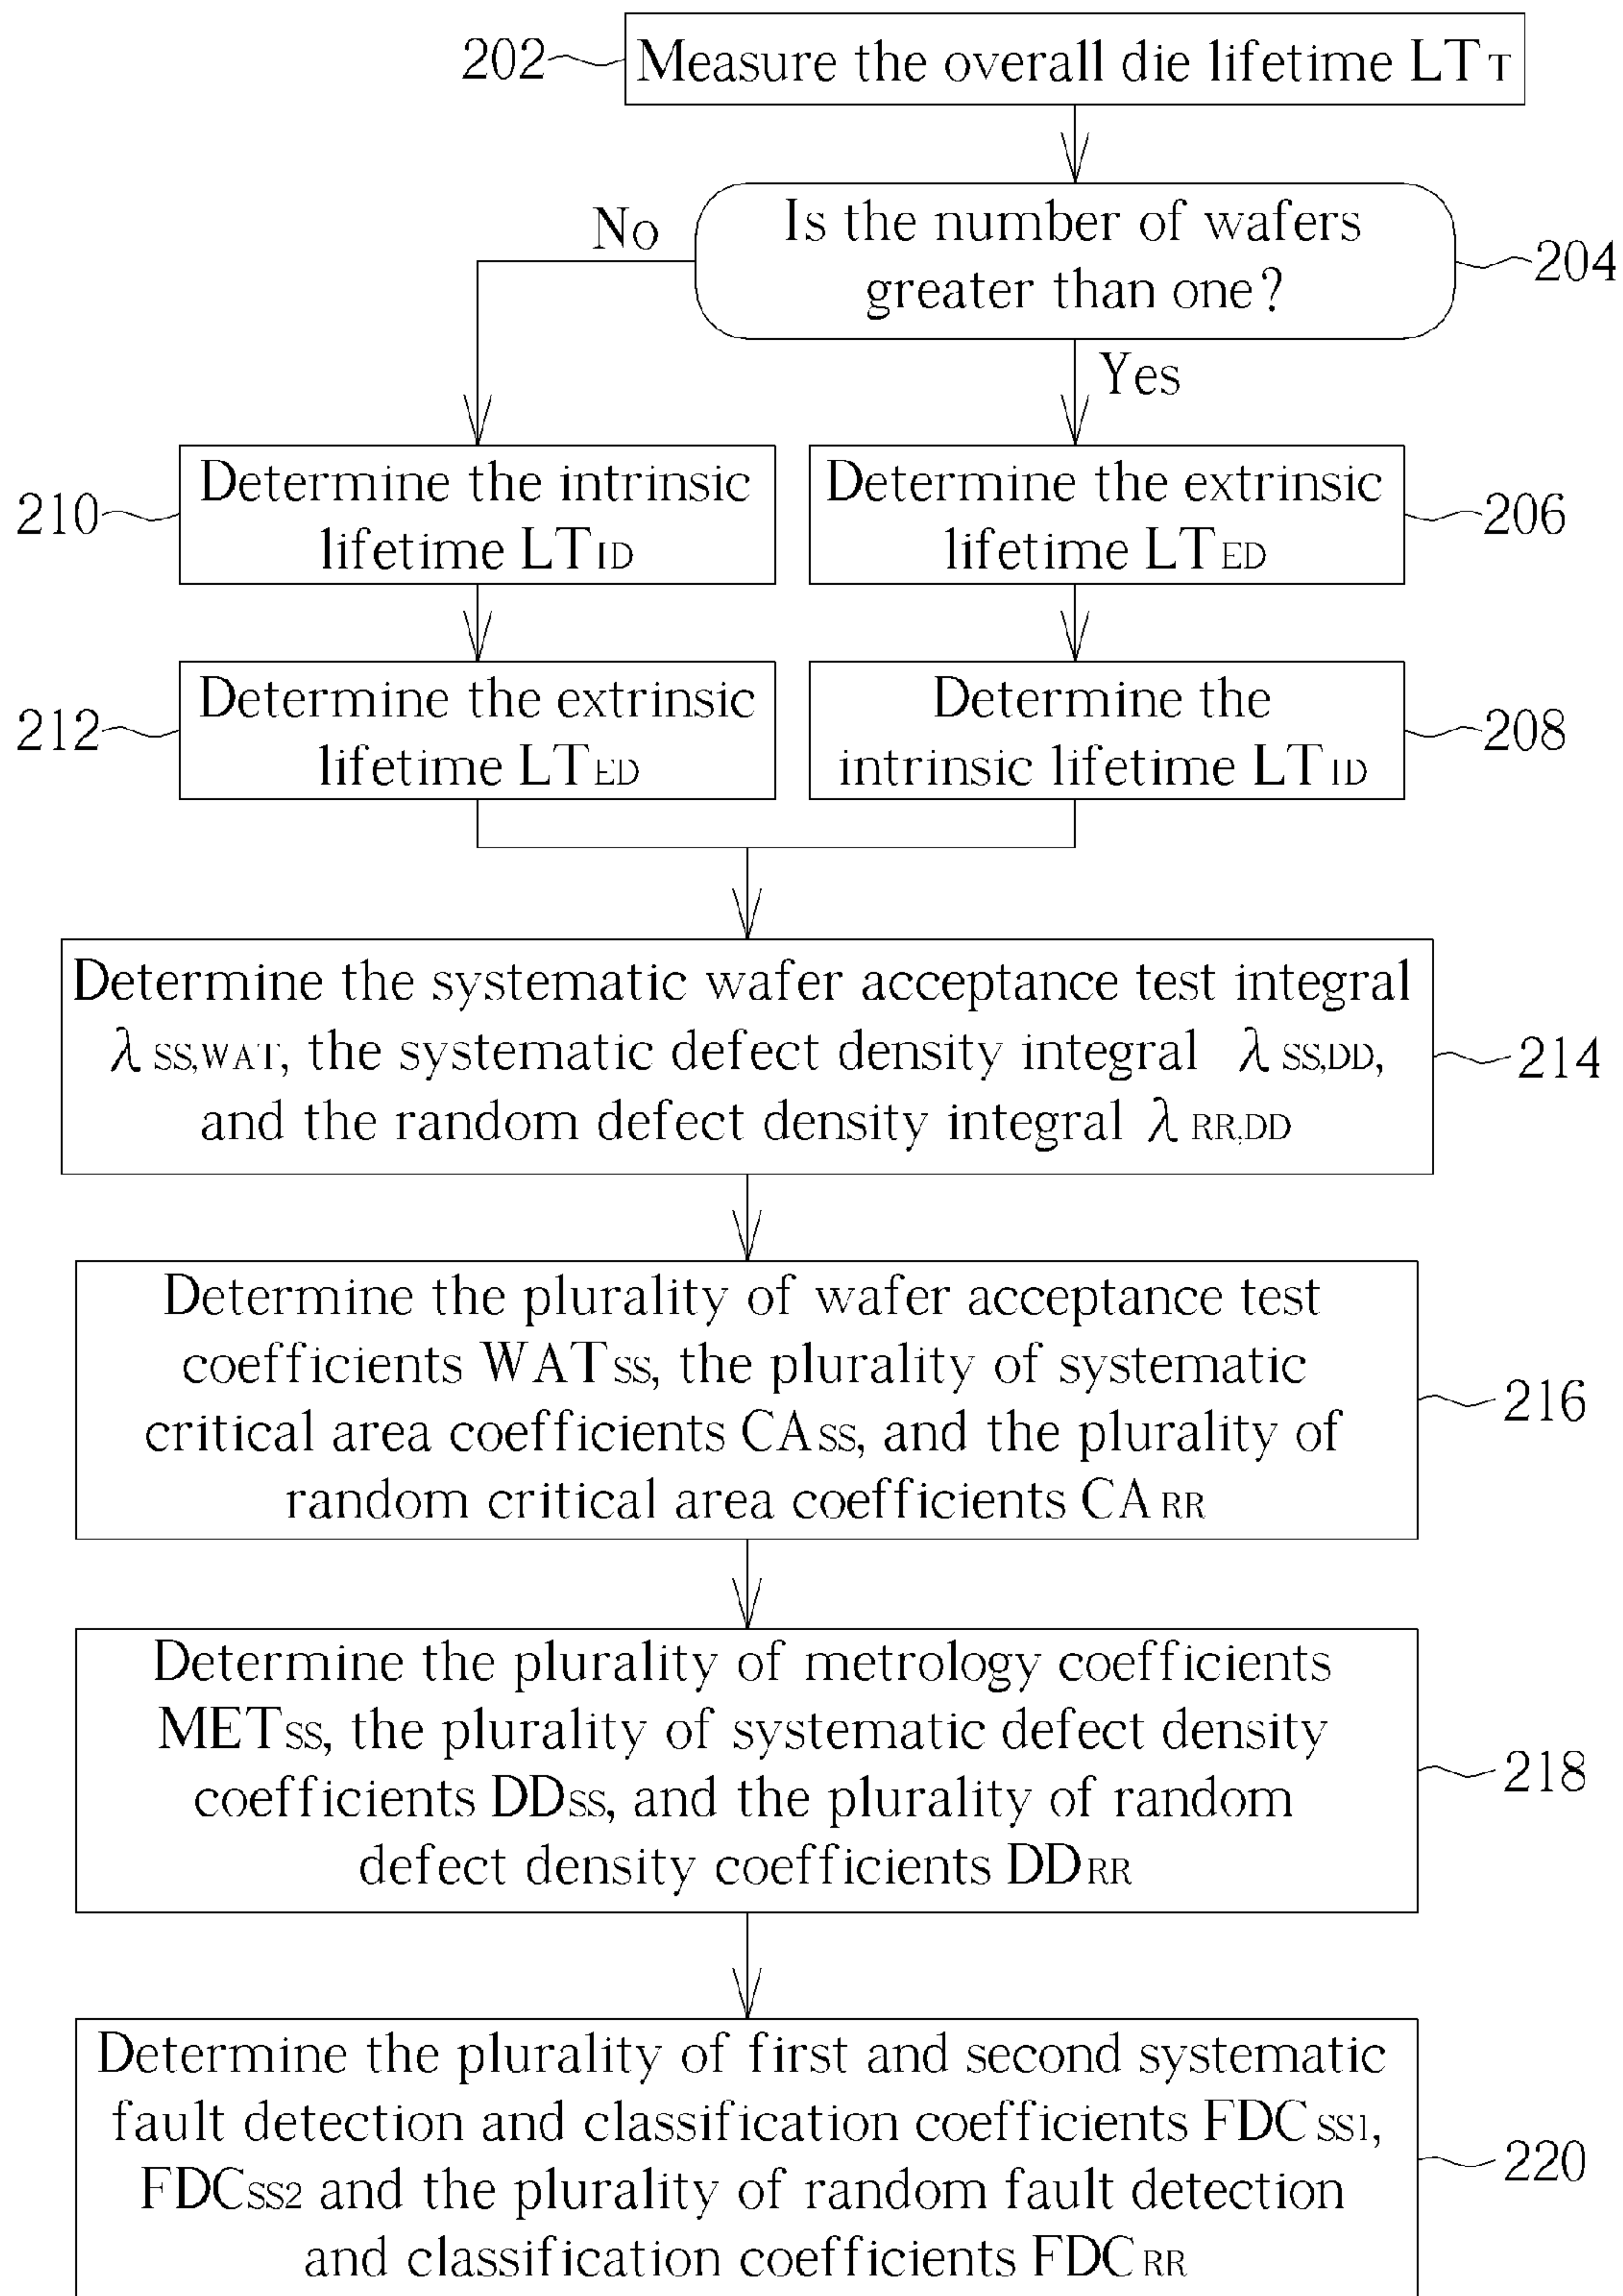 202
Measure the overall die lifetime LTT
No
Is the number of wafers
greater than one?
204
Yes
210
Determine the intrinsic
lifetime LTID
Determine the extrinsic
lifetime LTED
206
212
Determine the extrinsic
lifetime LTED
Determine the
intrinsic lifetime LTID
208
Determine the systematic wafer acceptance test integral
λSS,WAT, the systematic defect density integral λSS,DD,
and the random defect density integral λRR,DD
214
Determine the plurality of wafer acceptance test
coefficients WATSS, the plurality of systematic
critical area coefficients CASS, and the plurality of
random critical area coefficients CARR
216
Determine the plurality of metrology coefficients
METSS, the plurality of systematic defect density
coefficients DDSS, and the plurality of random
defect density coefficients DDRR
218
Determine the plurality of first and second systematic
fault detection and classification coefficients FDCSS1,
FDCSS2 and the plurality of random fault detection
and classification coefficients FDCRR
220